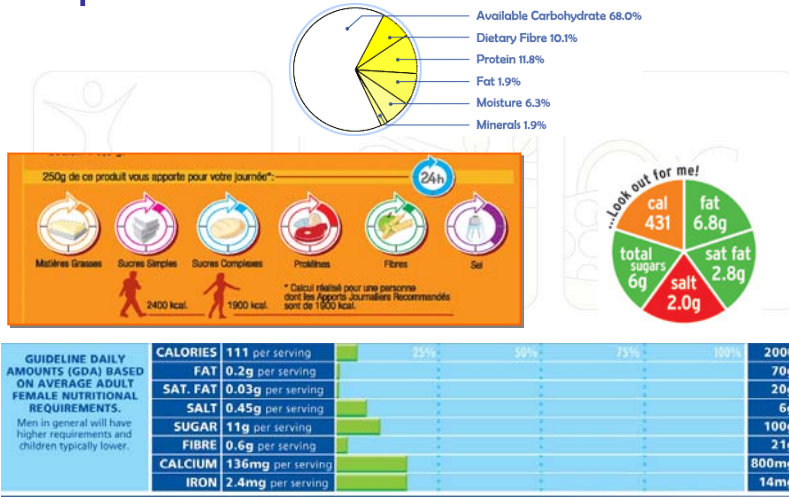 Available Carbohydrate 68.0%
Dietary Fibre 10.1%
Protein 11.8%
Fat 1.9%
Moisture 6.3%
Minerals 1.9%
250g de ce produit vous apporte pour votre journée*:
24h
Matières Grasses
Sucres Simples
Sucres Complexes
Protéines
Fibres
Sel
2400 kcal.
1900 kcal.
* Calcul réalisé pour une personne
dont les Apports Journaliers Recommandés
sont de 1900 kcal.
...Look out for me!
cal
431
fat
6.8g
total
sugars
6g
sat fat
2.8g
salt
2.0g
GUIDELINE DAILY
AMOUNTS (GDA) BASED
ON AVERAGE ADULT
FEMALE NUTRITIONAL
REQUIREMENTS.
Men in general will have
higher requirements and
children typically lower.
CALORIES 111 per serving 25% 50% 75% 100% 200
FAT 0.2g per serving 70g
SAT. FAT 0.03g per serving 20
SALT 0.45g per serving 6
SUGAR 11g per serving 100
FIBRE 0.6g per serving 21
CALCIUM 136mg per serving 800m
IRON 2.4mg per serving 14m